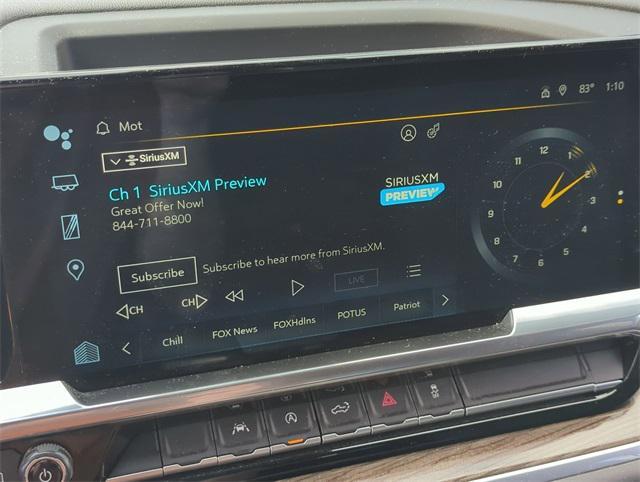 83° 1:10
Mot
SiriusXM
Ch 1 SiriusXM Preview
Great Offer Now!
844-711-8800
SIRIUSXM
PREVIEW
12
11 1
10 2
9 3
8 4
7 5
6
Subscribe Subscribe to hear more from SiriusXM.
CH CH LIVE
Chill FOX News FOXHdlns POTUS Patriot